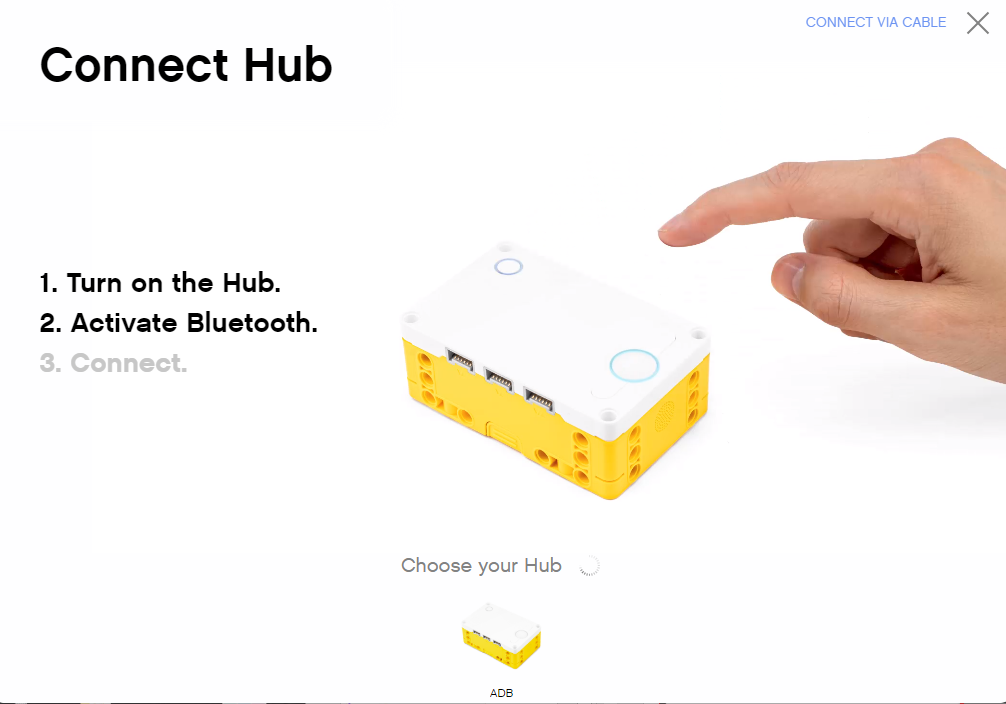 CONNECT VIA CABLE
Connect Hub
1. Turn on the Hub.
2. Activate Bluetooth.
3. Connect.
Choose your Hub
ADB